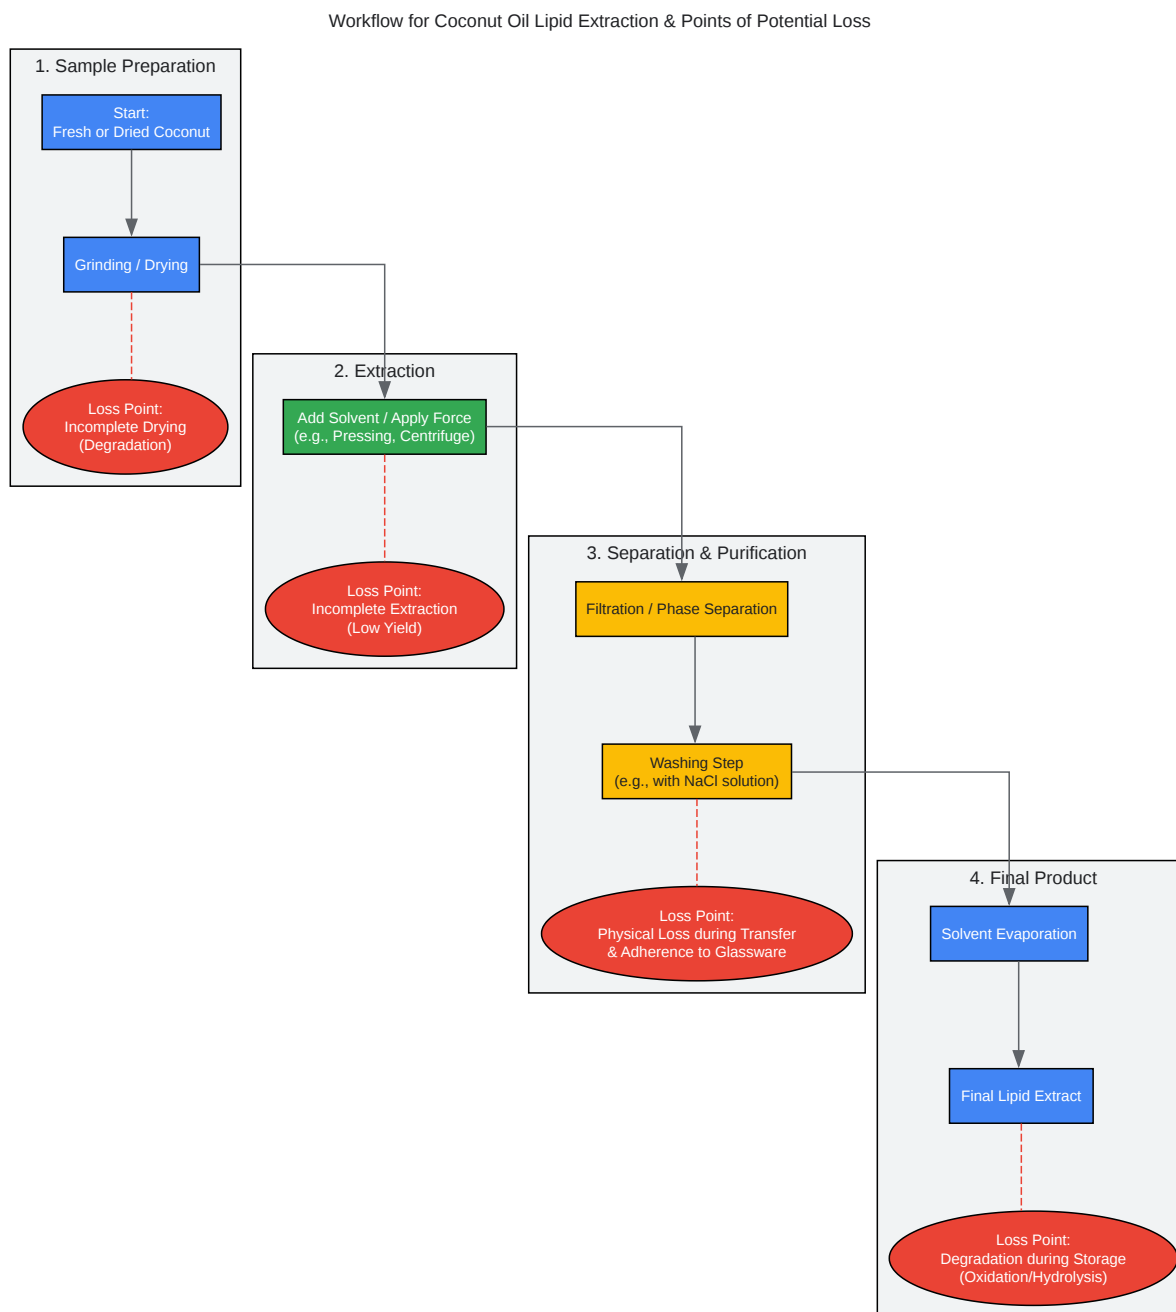 Workflow for Coconut Oil Lipid Extraction & Points of Potential Loss
1. Sample Preparation
Start:
Fresh or Dried Coconut
Grinding / Drying
Loss Point:
Incomplete Drying
(Degradation)
2. Extraction
Add Solvent / Apply Force
(e.g., Pressing, Centrifuge)
Loss Point:
Incomplete Extraction
(Low Yield)
3. Separation & Purification
Filtration / Phase Separation
Washing Step
(e.g., with NaCl solution)
Loss Point:
Physical Loss during Transfer
& Adherence to Glassware
4. Final Product
Solvent Evaporation
Final Lipid Extract
Loss Point:
Degradation during Storage
(Oxidation/Hydrolysis)